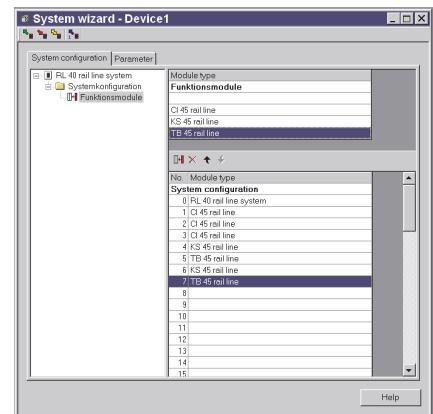 System wizard - Device1
System configuration Parameter
RL 40 rail line system
Systemkonfiguration
Funktionsmodule
Module type
Funktionsmodule
CI 45 rail line
KS 45 rail line
TB 45 rail line
No. Module type
System configuration
0 RL 40 rail line system
1 CI 45 rail line
2 CI 45 rail line
3 CI 45 rail line
4 KS 45 rail line
5 TB 45 rail line
6 KS 45 rail line
7 TB 45 rail line
8
9
10
11
12
13
14
15
Help